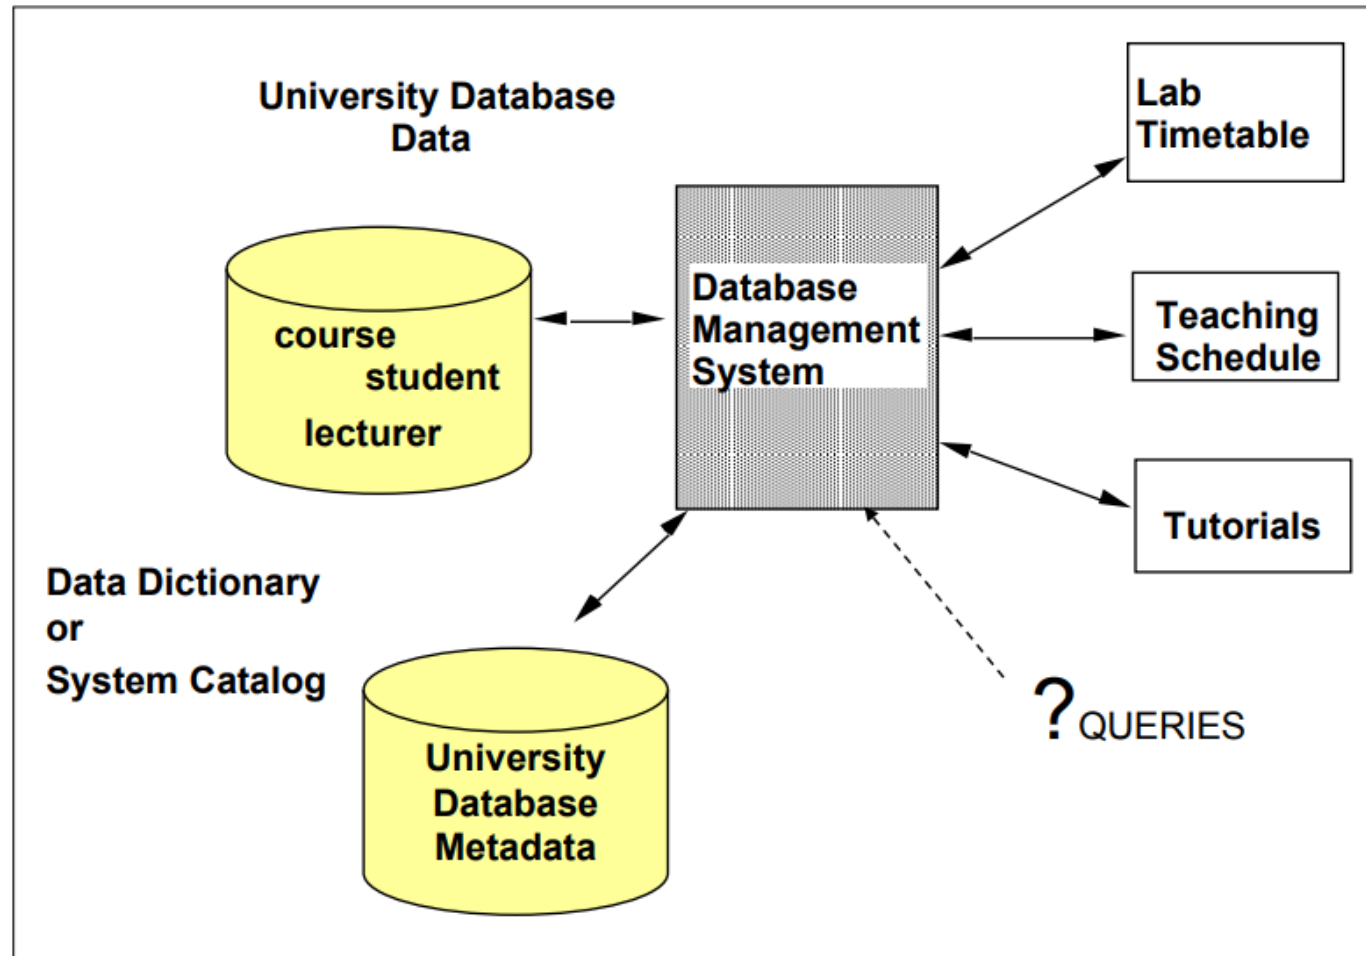 University Database
Data
Lab
Timetable
course
student
lecturer
Database
Management
System
Teaching
Schedule
Tutorials
Data Dictionary
or
System Catalog
University
Database
Metadata
?QUERIES